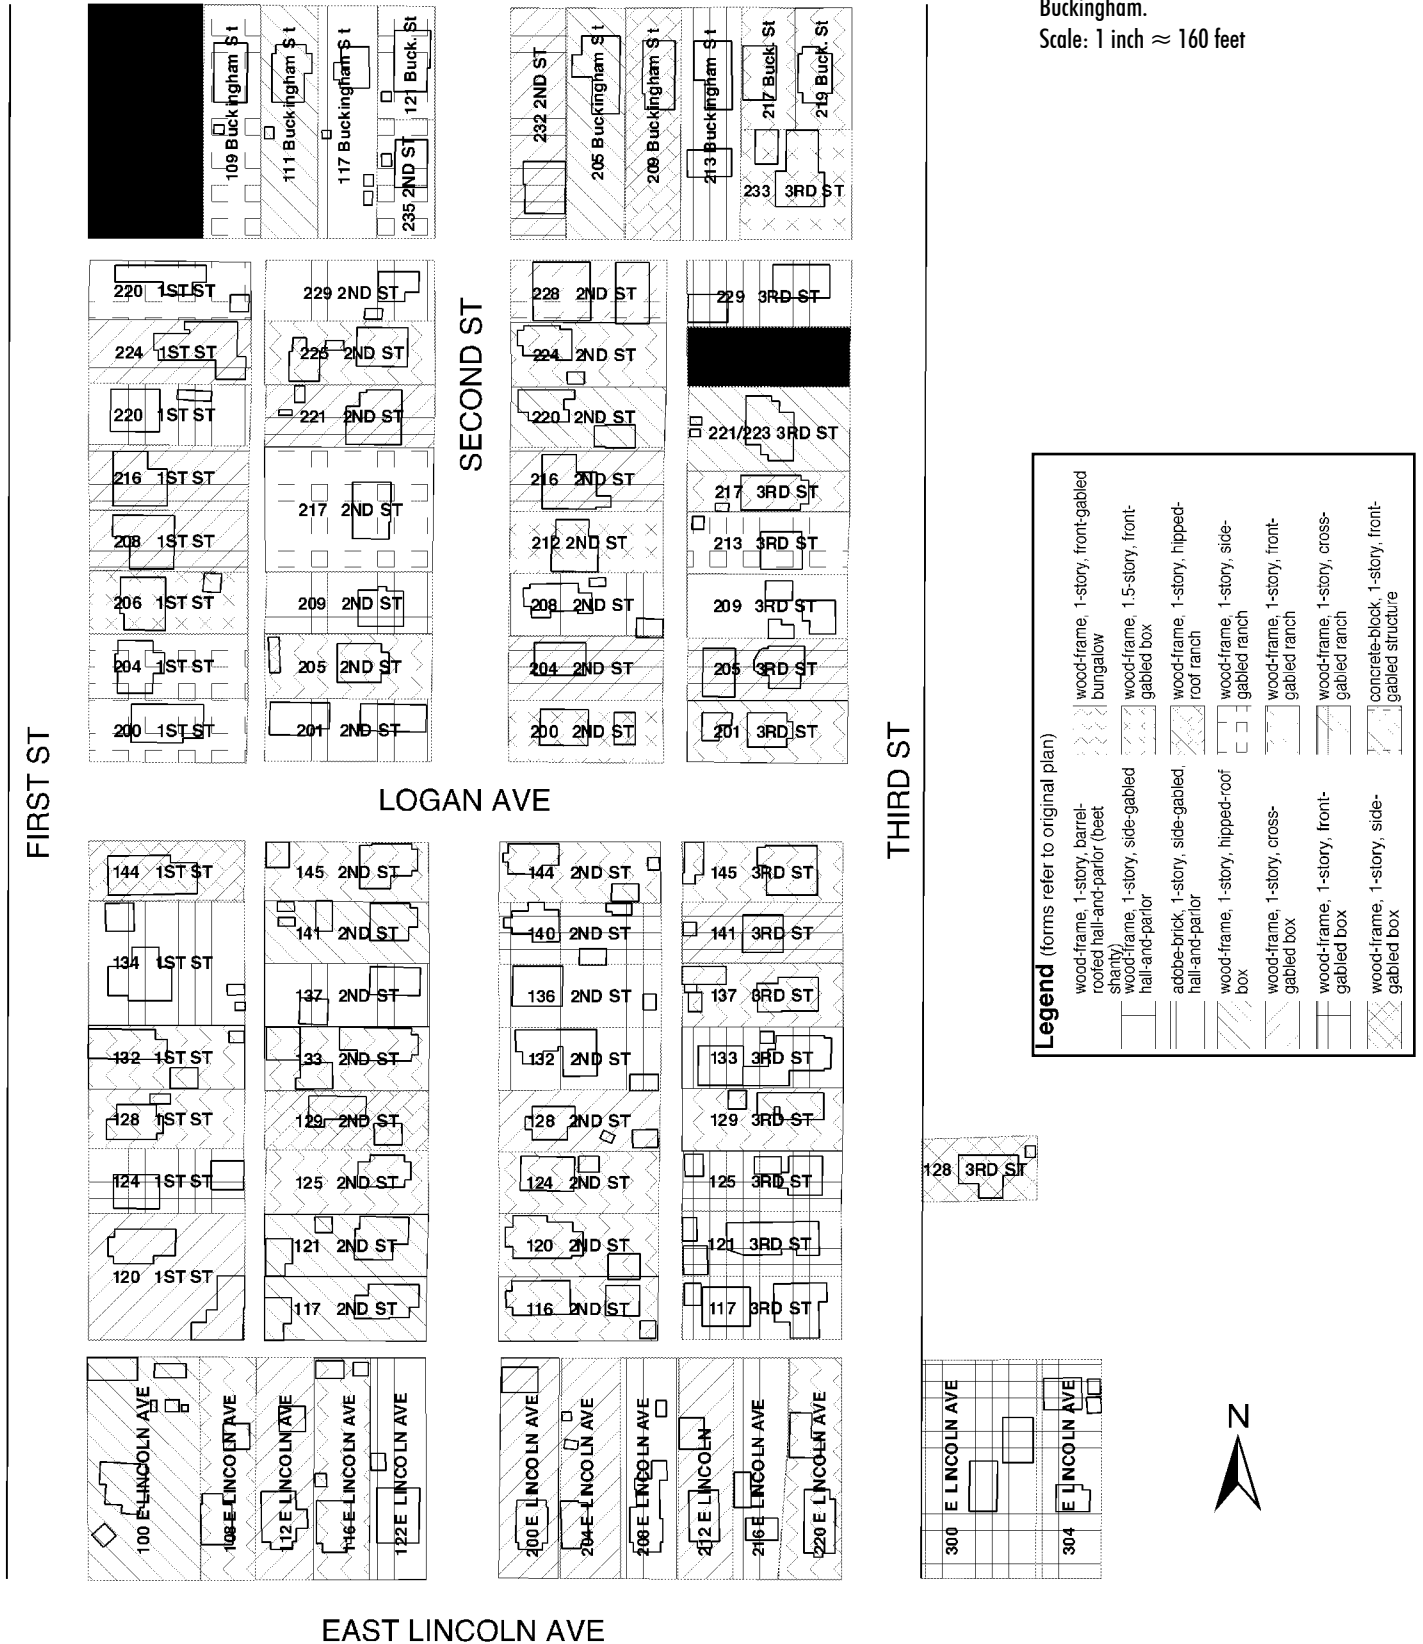 Buckingham.
Scale: 1 inch ≈ 160 feet
109 Buckingham St
111 Buckingham St
117 Buckingham St
121 Buck. St
235 2ND ST
232 2ND ST
205 Buckingham St
209 Buckingham St
213 Buckingham St
217 Buck. St
219 Buck. St
233 3RD ST
220 1ST ST
229 2ND ST
228 2ND ST
229 3RD ST
224 1ST ST
225 2ND ST
224 2ND ST
220 1ST ST
221 2ND ST
220 2ND ST
221/223 3RD ST
216 1ST ST
217 2ND ST
216 2ND ST
217 3RD ST
208 1ST ST
212 2ND ST
213 3RD ST
206 1ST ST
209 2ND ST
208 2ND ST
209 3RD ST
204 1ST ST
205 2ND ST
204 2ND ST
205 3RD ST
200 1ST ST
201 2ND ST
200 2ND ST
201 3RD ST
FIRST ST
SECOND ST
THIRD ST
LOGAN AVE
144 1ST ST
145 2ND ST
144 2ND ST
145 3RD ST
134 1ST ST
141 2ND ST
140 2ND ST
141 3RD ST
137 2ND ST
136 2ND ST
137 3RD ST
132 1ST ST
133 2ND ST
132 2ND ST
133 3RD ST
128 1ST ST
129 2ND ST
128 2ND ST
129 3RD ST
124 1ST ST
125 2ND ST
124 2ND ST
125 3RD ST
128 3RD ST
120 1ST ST
121 2ND ST
120 2ND ST
121 3RD ST
117 2ND ST
116 2ND ST
117 3RD ST
100 E LINCOLN AVE
108 E LINCOLN AVE
112 E LINCOLN AVE
116 E LINCOLN AVE
122 E LINCOLN AVE
200 E LINCOLN AVE
204 E LINCOLN AVE
208 E LINCOLN AVE
212 E LINCOLN
216 E LINCOLN AVE
220 E LINCOLN AVE
300 E LINCOLN AVE
304 E LINCOLN AVE
EAST LINCOLN AVE
Legend (forms refer to original plan)
wood-frame, 1-story, barrel-
roofed hall-and-parlor (beet
shanty)
wood-frame, 1-story, side-gabled
hall-and-parlor
adobe-brick, 1-story, side-gabled,
hall-and-parlor
wood-frame, 1-story, hipped-roof
box
wood-frame, 1-story, cross-
gabled box
wood-frame, 1-story, front-
gabled box
wood-frame, 1-story, side-
gabled box
wood-frame, 1-story, front-gabled
bungalow
wood-frame, 1.5-story, front-
gabled box
wood-frame, 1-story, hipped-
roof ranch
wood-frame, 1-story, side-
gabled ranch
wood-frame, 1-story, front-
gabled ranch
wood-frame, 1-story, cross-
gabled ranch
concrete-block, 1-story, front-
gabled structure
N